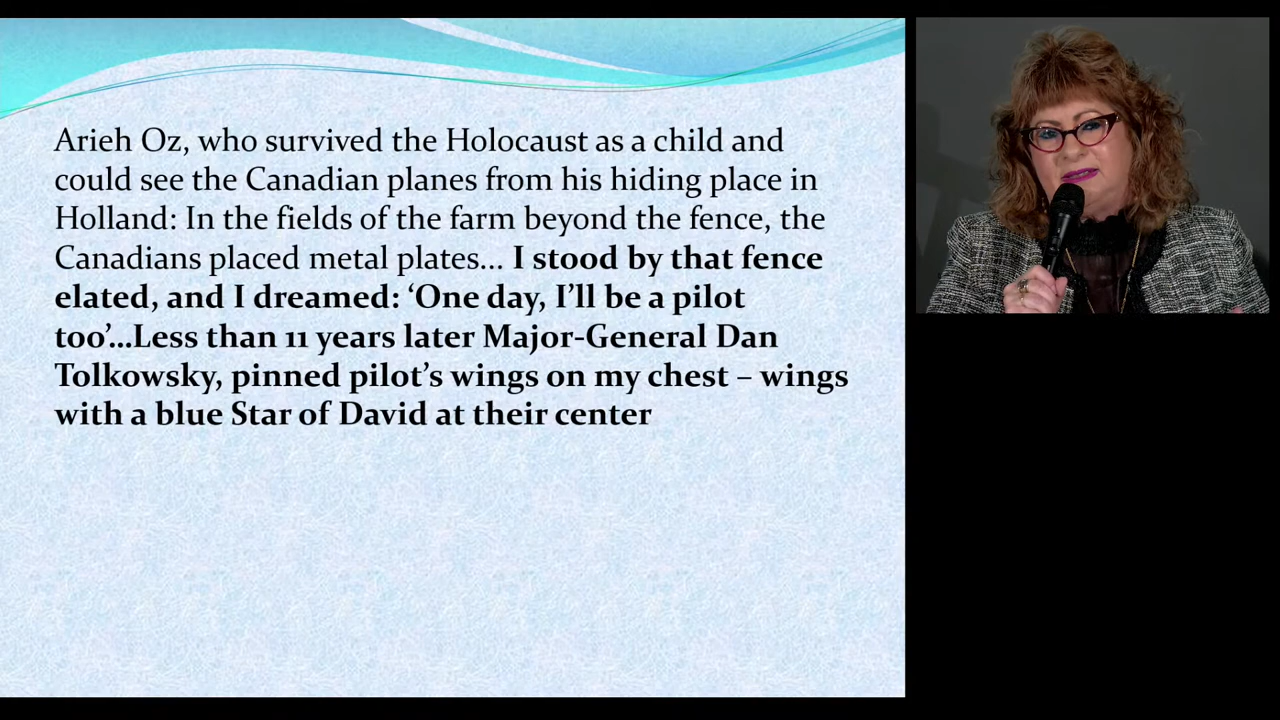 Arieh Oz, who survived the Holocaust as a child and
could see the Canadian planes from his hiding place in
Holland: In the fields of the farm beyond the fence, the
Canadians placed metal plates... I stood by that fence
elated, and I dreamed: ‘One day, I’ll be a pilot
too’...Less than 11 years later Major-General Dan
Tolkowsky, pinned pilot’s wings on my chest – wings
with a blue Star of David at their center